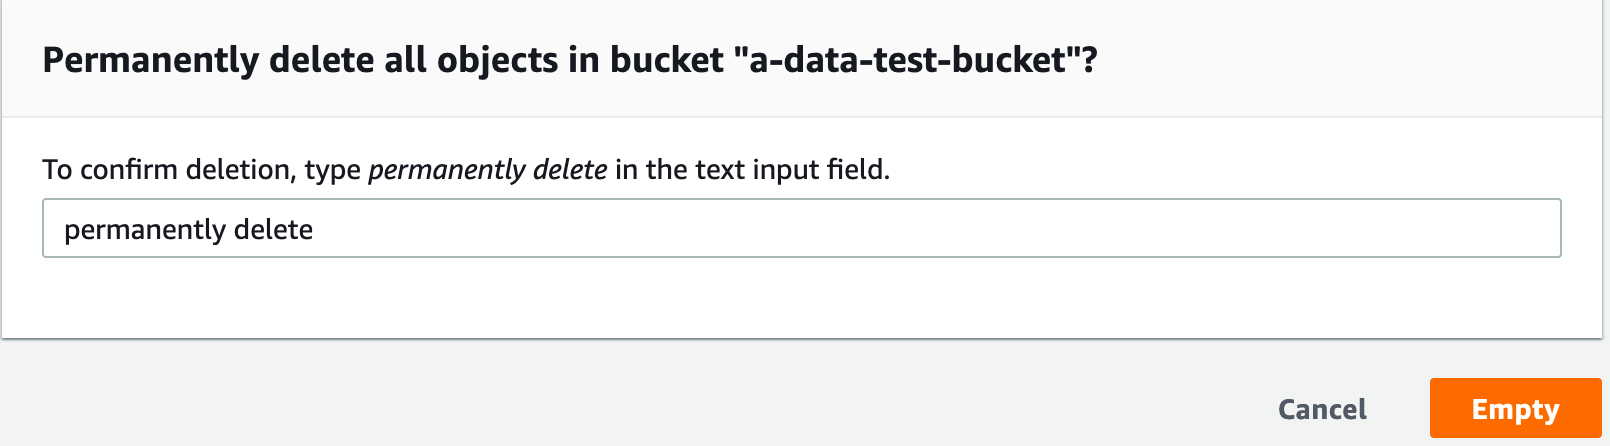 Permanently delete all objects in bucket "a-data-test-bucket"?
To confirm deletion, type permanently delete in the text input field.
permanently delete
Cancel
Empty